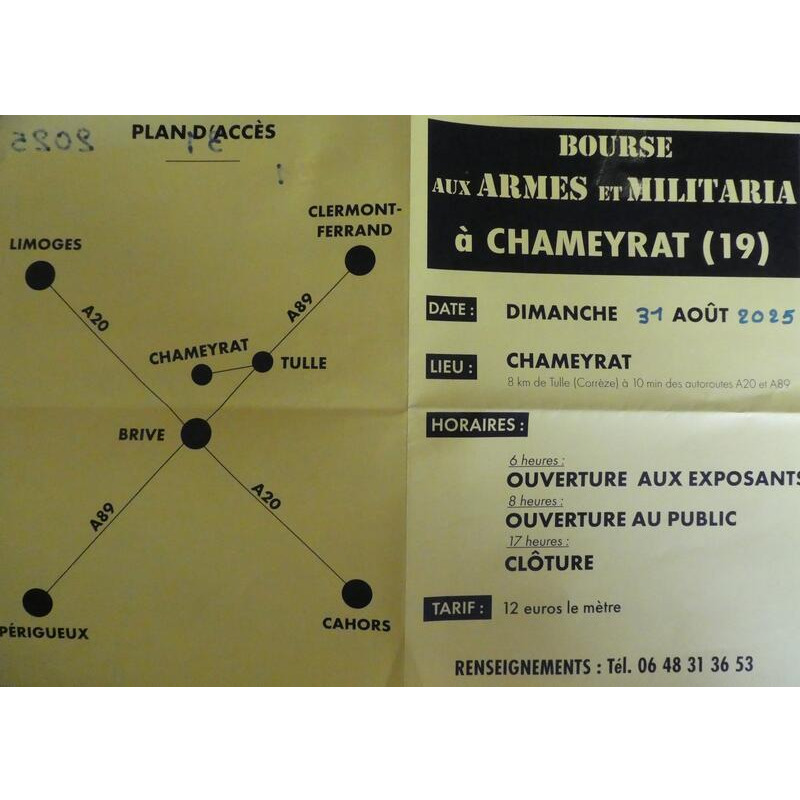 PLAN D'ACCÈS
CLERMONT-
FERRAND
LIMOGES
A20
A89
CHAMEYRAT
TULLE
BRIVE
A89
A20
PÉRIGUEUX
CAHORS
BOURSE
AUX ARMES ET MILITARIA
à CHAMEYRAT (19)
DATE : DIMANCHE 31 AOÛT 2025
LIEU : CHAMEYRAT
8 km de Tulle (Corrèze) à 10 min des autoroutes A20 et A89
HORAIRES :
6 heures :
OUVERTURE AUX EXPOSANTS
8 heures :
OUVERTURE AU PUBLIC
17 heures :
CLÔTURE
TARIF : 12 euros le mètre
RENSEIGNEMENTS : Tél. 06 48 31 36 53